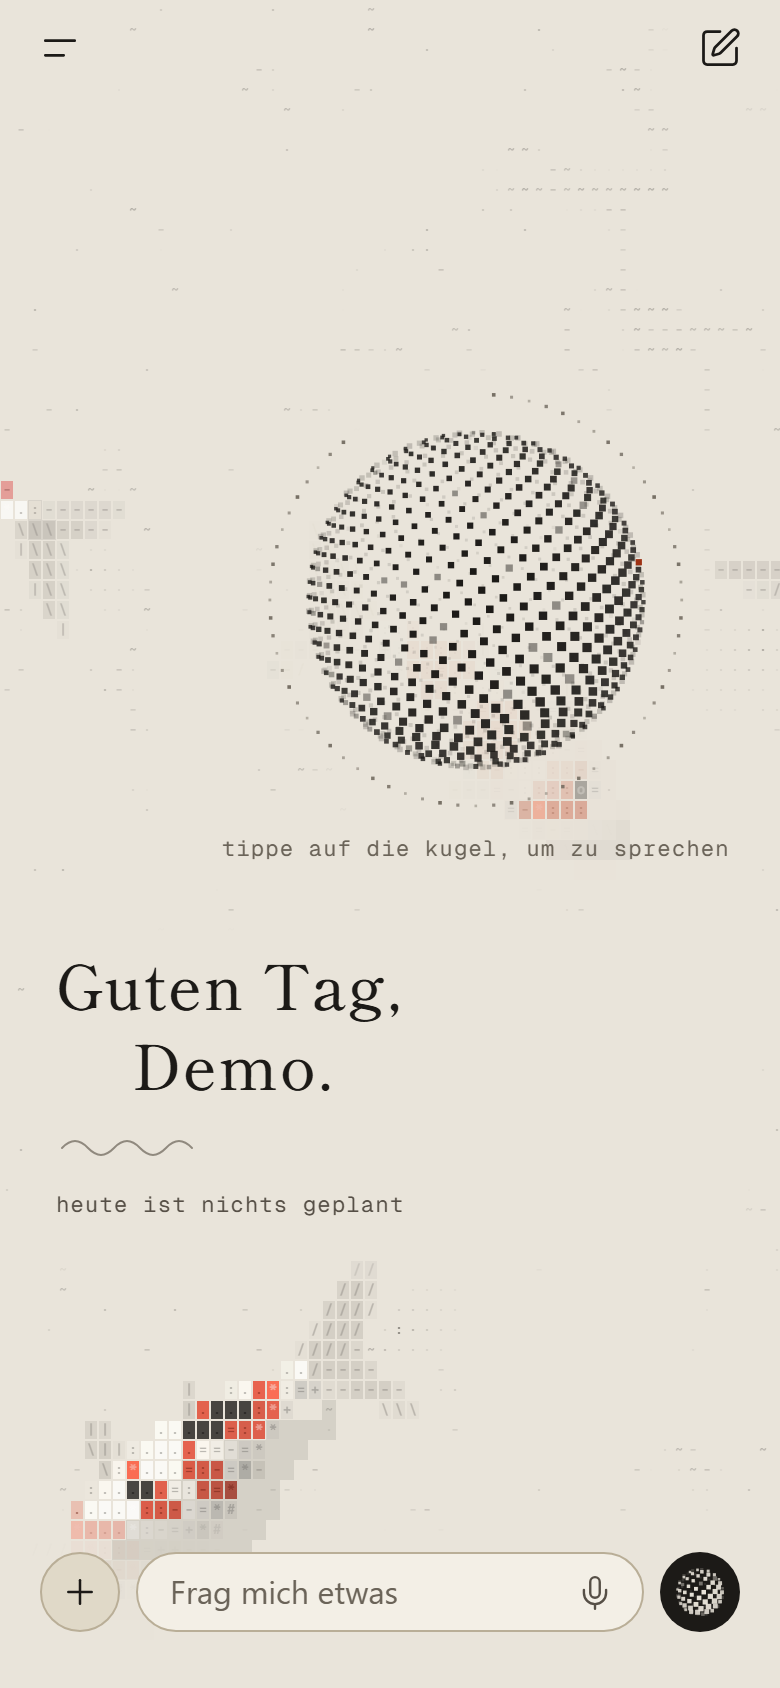 tippe auf die kugel, um zu sprechen
Guten Tag,
Demo.
heute ist nichts geplant
Frag mich etwas